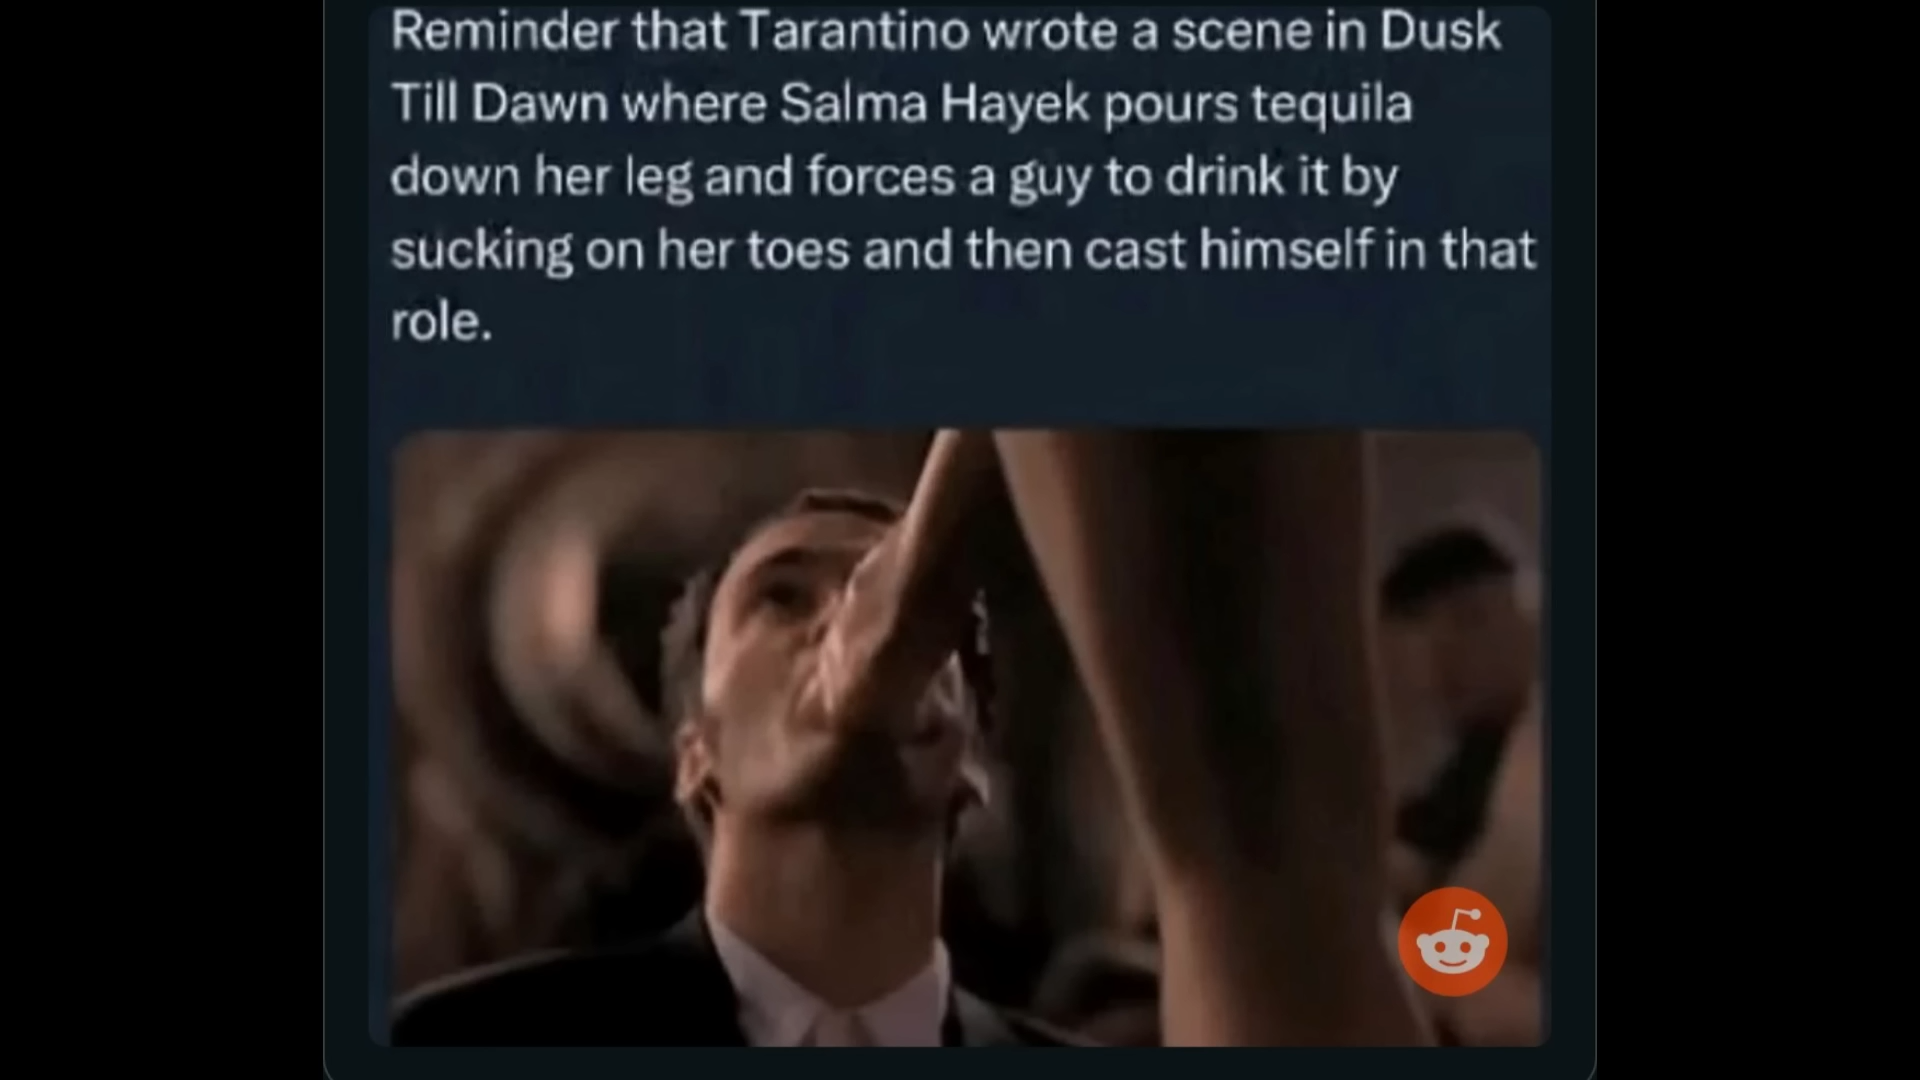 Reminder that Tarantino wrote a scene in Dusk
Till Dawn where Salma Hayek pours tequila
down her leg and forces a guy to drink it by
sucking on her toes and then cast himself in that
role.